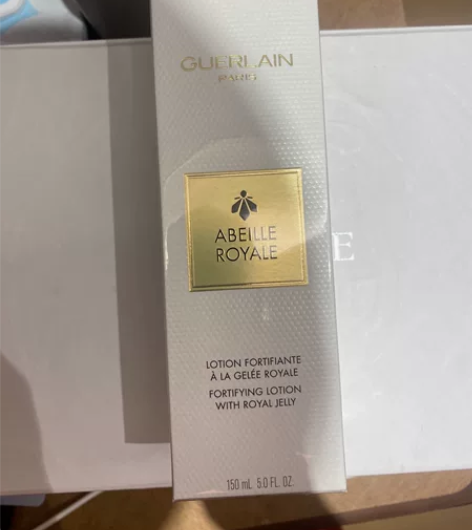 GUERLAIN
PARIS
ABEILLE
ROYALE
E
LOTION FORTIFIANTE
À LA GELÉE ROYALE
FORTIFYING LOTION
WITH ROYAL JELLY
150 mL 5.0 FL. OZ.